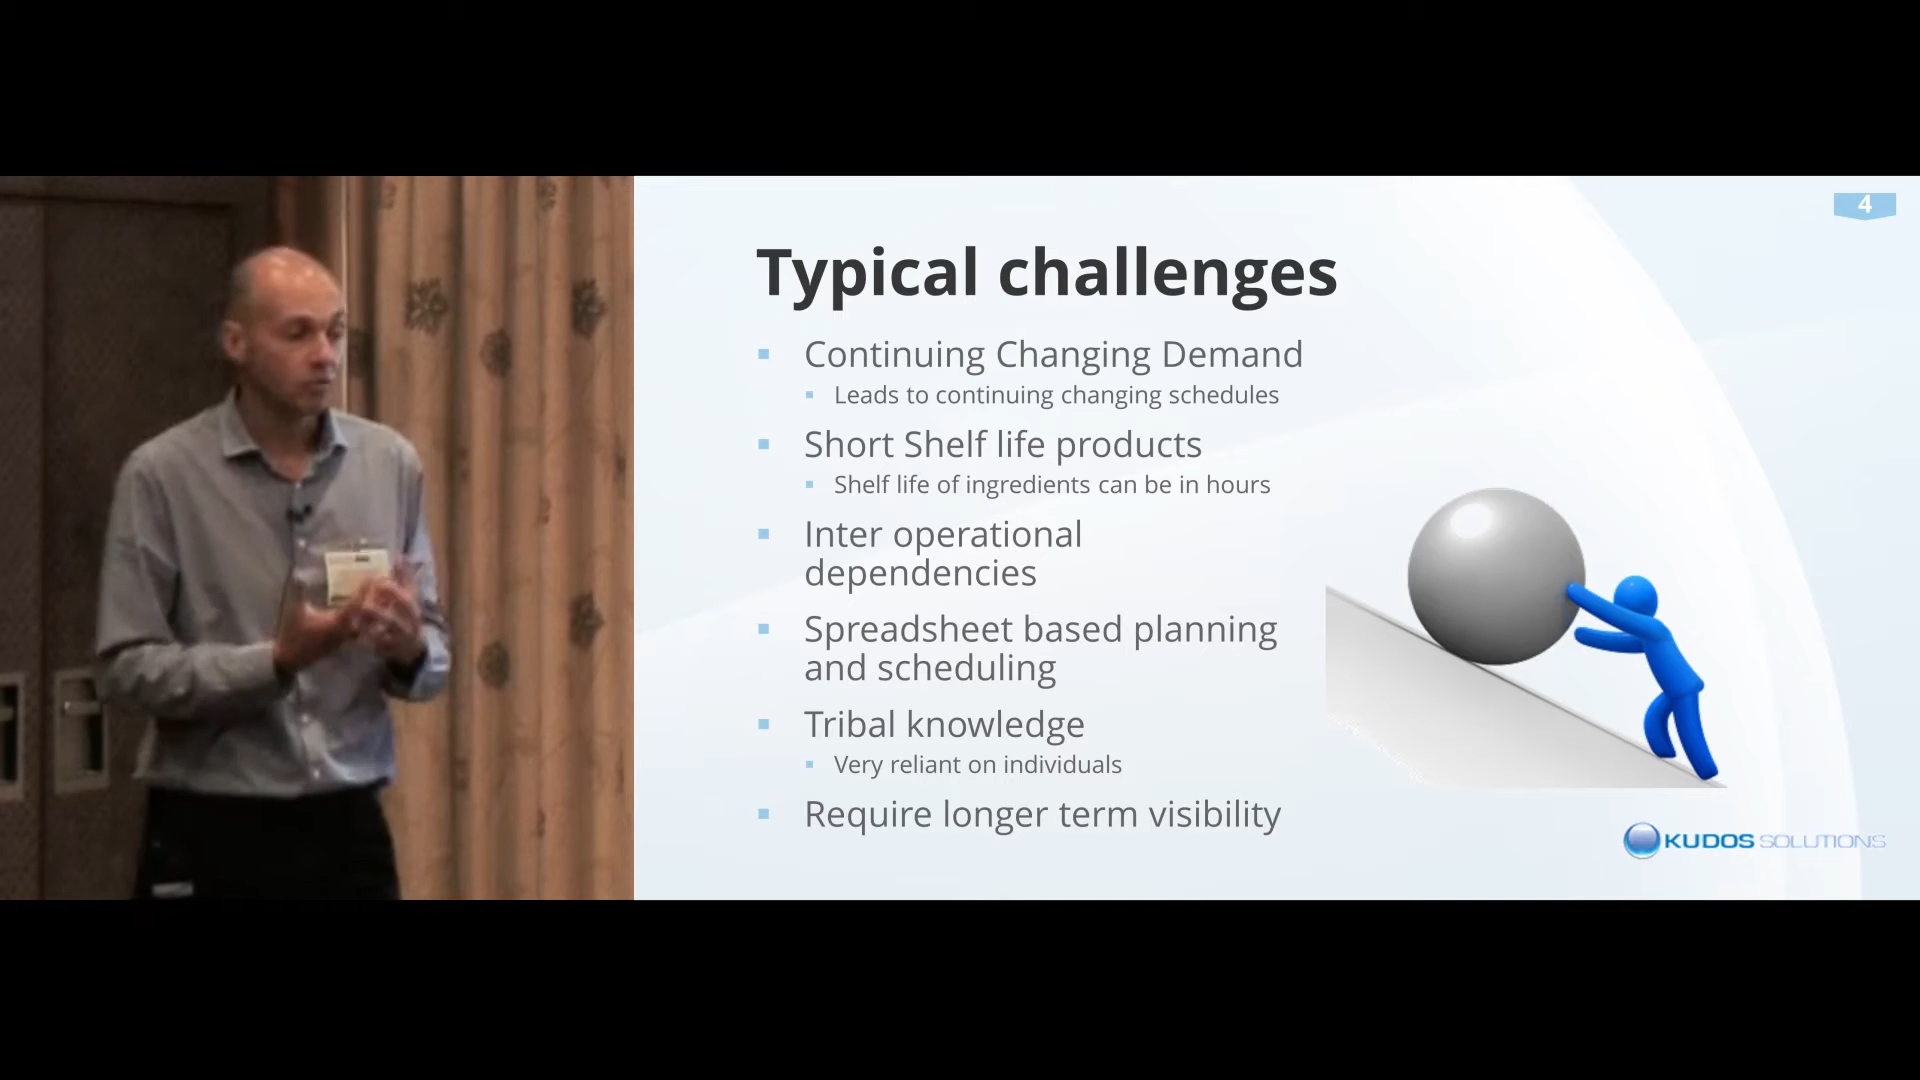 4
Typical challenges
Continuing Changing Demand
Leads to continuing changing schedules
Short Shelf life products
Shelf life of ingredients can be in hours
Inter operational
dependencies
Spreadsheet based planning
and scheduling
Tribal knowledge
Very reliant on individuals
Require longer term visibility
KUDOS SOLUTIONS